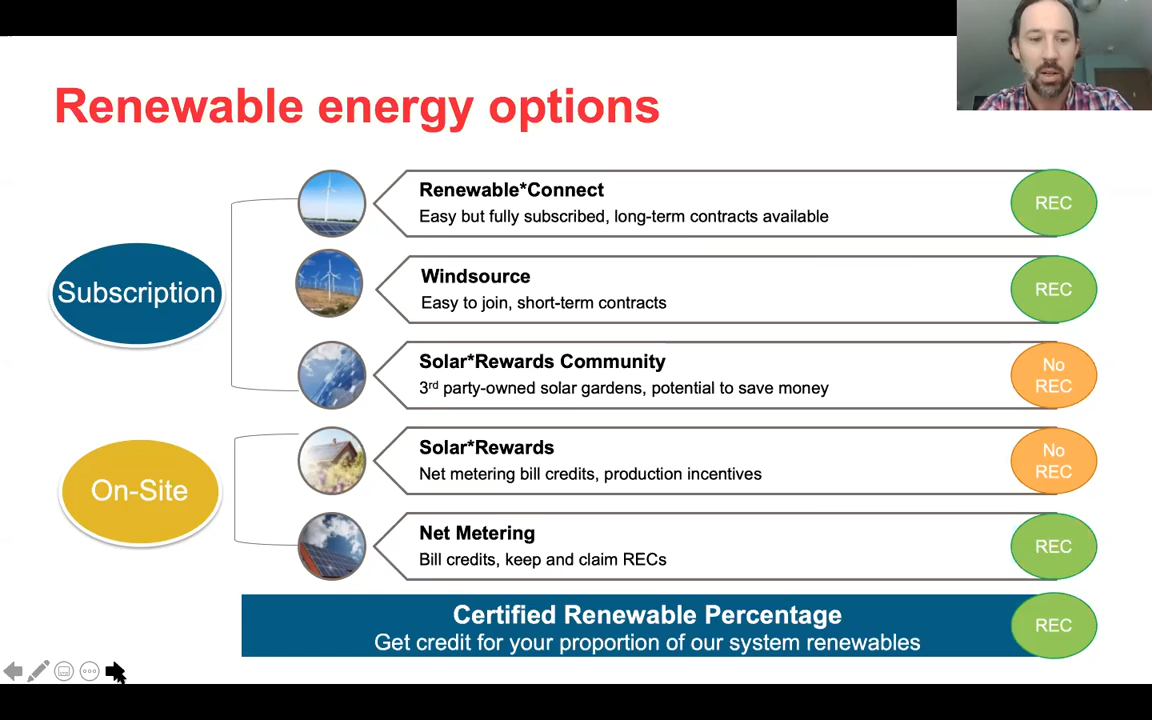 Renewable energy options
Subscription
Renewable*Connect
Easy but fully subscribed, long-term contracts available
REC
Windsource
Easy to join, short-term contracts
REC
Solar*Rewards Community
3rd party-owned solar gardens, potential to save money
No
REC
On-Site
Solar*Rewards
Net metering bill credits, production incentives
No
REC
Net Metering
Bill credits, keep and claim RECs
REC
Certified Renewable Percentage
Get credit for your proportion of our system renewables
REC